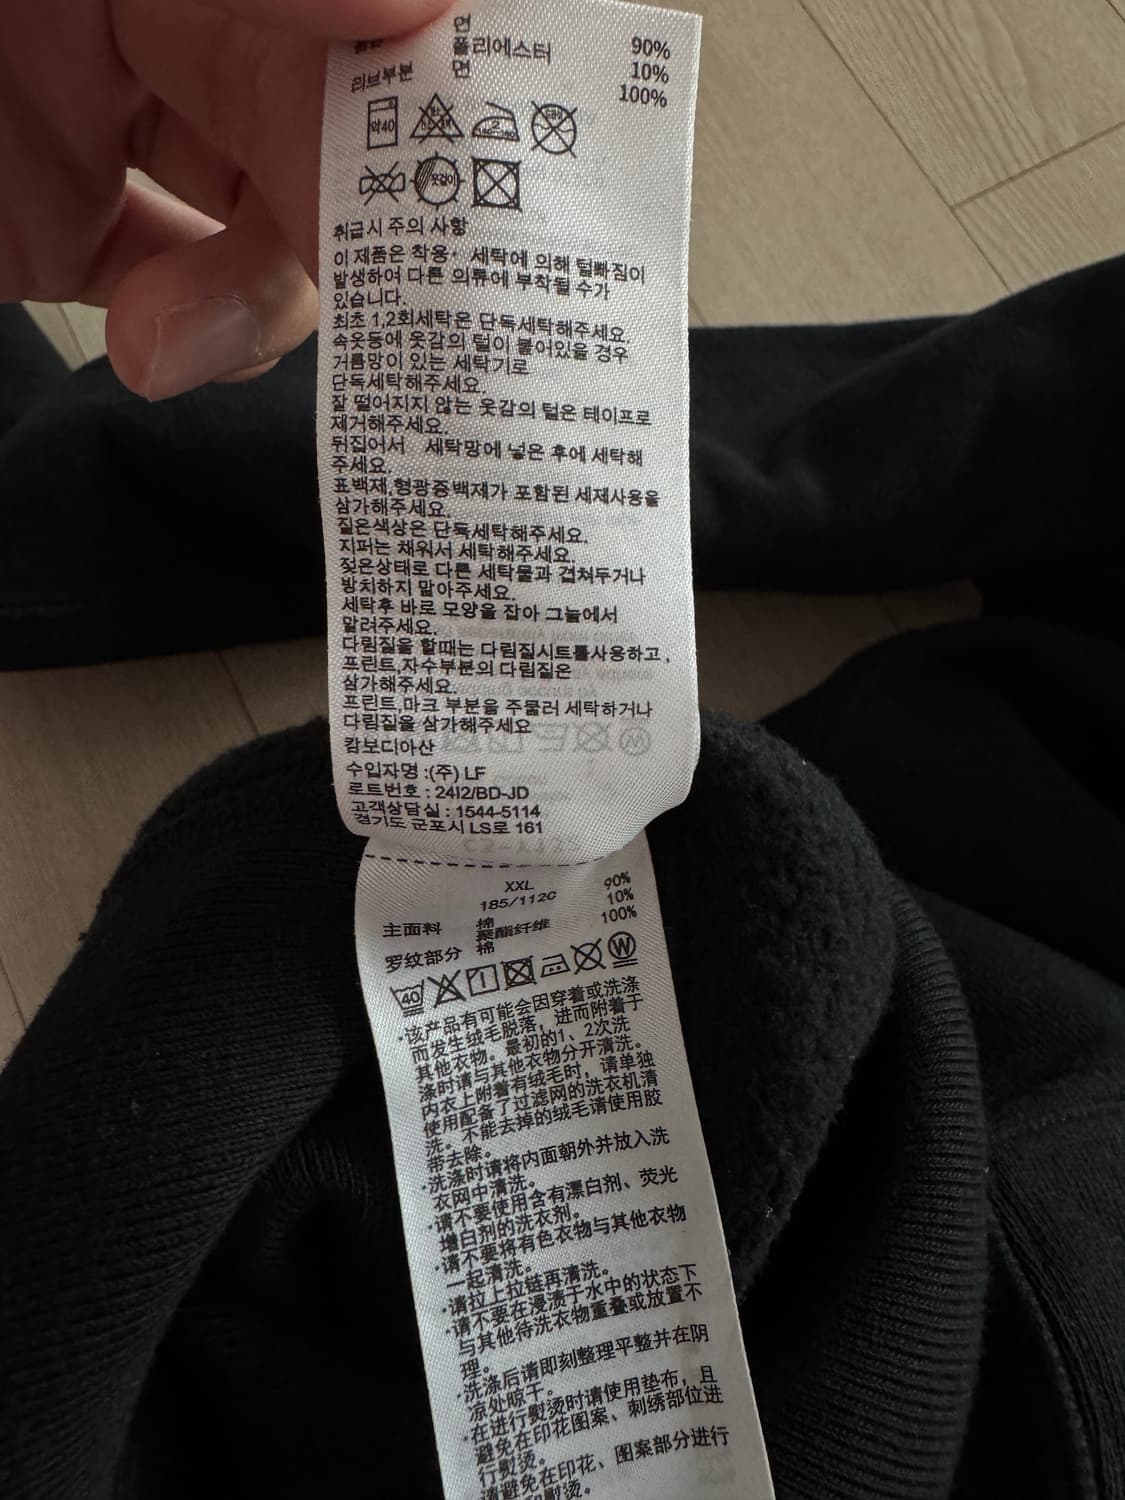 면 90%
폴리에스터 10%
리브부분 면 100%
약40
2
옷걸이
취급시 주의 사항
이 제품은 착용· 세탁에 의해 털빠짐이
발생하여 다른 의류에 부착될 수가
있습니다.
최초 1,2회세탁은 단독세탁해주세요.
속옷등에 옷감의 털이 붙어있을 경우
거름망이 있는 세탁기로
단독세탁해주세요.
잘 떨어지지 않는 옷감의 털은 테이프로
제거해주세요.
뒤집어서 세탁망에 넣은 후에 세탁해
주세요.
표백제,형광증백제가 포함된 세제사용을
삼가해주세요.
짙은색상은 단독세탁해주세요.
지퍼는 채워서 세탁해주세요.
젖은상태로 다른 세탁물과 겹쳐두거나
방치하지 말아주세요.
세탁후 바로 모양을 잡아 그늘에서
말려주세요.
다림질을 할때는 다림질시트를사용하고,
프린트,자수부분의 다림질은
삼가해주세요.
프린트,마크 부분을 주물러 세탁하거나
다림질을 삼가해주세요
캄보디아산
수입자명 :(주) LF
로트번호 : 24I2/BD-JD
고객상담실 : 1544-5114
경기도 군포시 LS로 161
XXL
185/112C
主面料 棉 90%
聚酯纤维 10%
罗纹部分 棉 100%
40
W
·该产品有可能会因穿着或洗涤
而发生绒毛脱落，进而附着于
其他衣物。最初的1、2次洗
涤时请与其他衣物分开清洗。
内衣上附着有绒毛时，请单独
使用配备了过滤网的洗衣机清
洗。不能去掉的绒毛请使用胶
带去除。
·洗涤时请将内面朝外并放入洗
衣网中清洗。
·请不要使用含有漂白剂、荧光
增白剂的洗衣剂。
·请不要将有色衣物与其他衣物
一起清洗。
·请拉上拉链再清洗。
·请不要在浸渍于水中的状态下
与其他待洗衣物重叠或放置不
理。
·洗涤后请即刻整理平整并在阴
凉处晾干。
·在进行熨烫时请使用垫布，且
避免在印花图案、刺绣部位进
行熨烫。
·请避免在印花、图案部分进行
和熨烫。